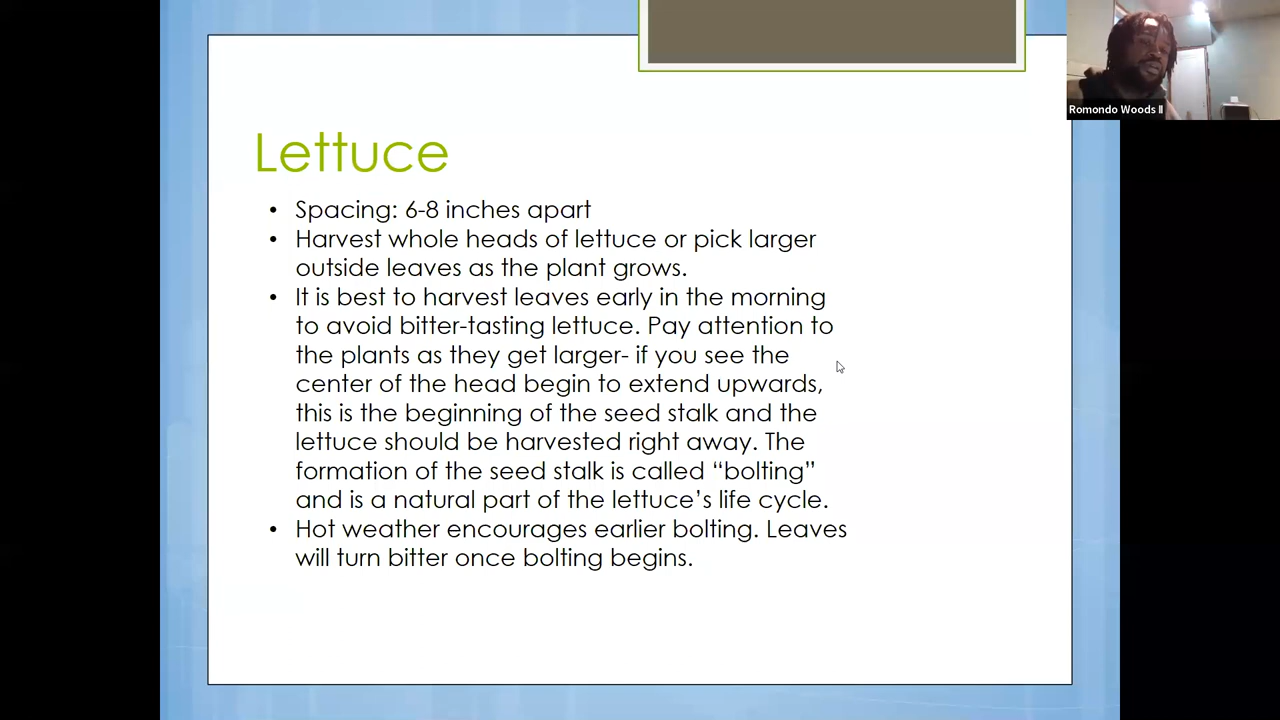 Romondo Woods II
Lettuce
• Spacing: 6-8 inches apart
• Harvest whole heads of lettuce or pick larger
outside leaves as the plant grows.
• It is best to harvest leaves early in the morning
to avoid bitter-tasting lettuce. Pay attention to
the plants as they get larger- if you see the
center of the head begin to extend upwards,
this is the beginning of the seed stalk and the
lettuce should be harvested right away. The
formation of the seed stalk is called “bolting”
and is a natural part of the lettuce’s life cycle.
• Hot weather encourages earlier bolting. Leaves
will turn bitter once bolting begins.